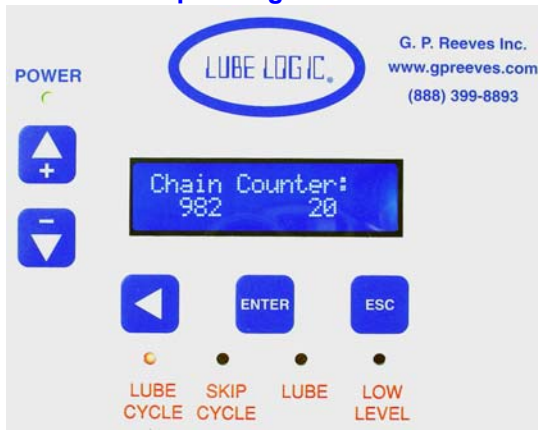 LUBE LOGIC®
G. P. Reeves Inc.
www.gpreeves.com
(888) 399-8893
POWER
+
−
Chain Counter:
982 20
ENTER
ESC
LUBE CYCLE
SKIP CYCLE
LUBE
LOW LEVEL